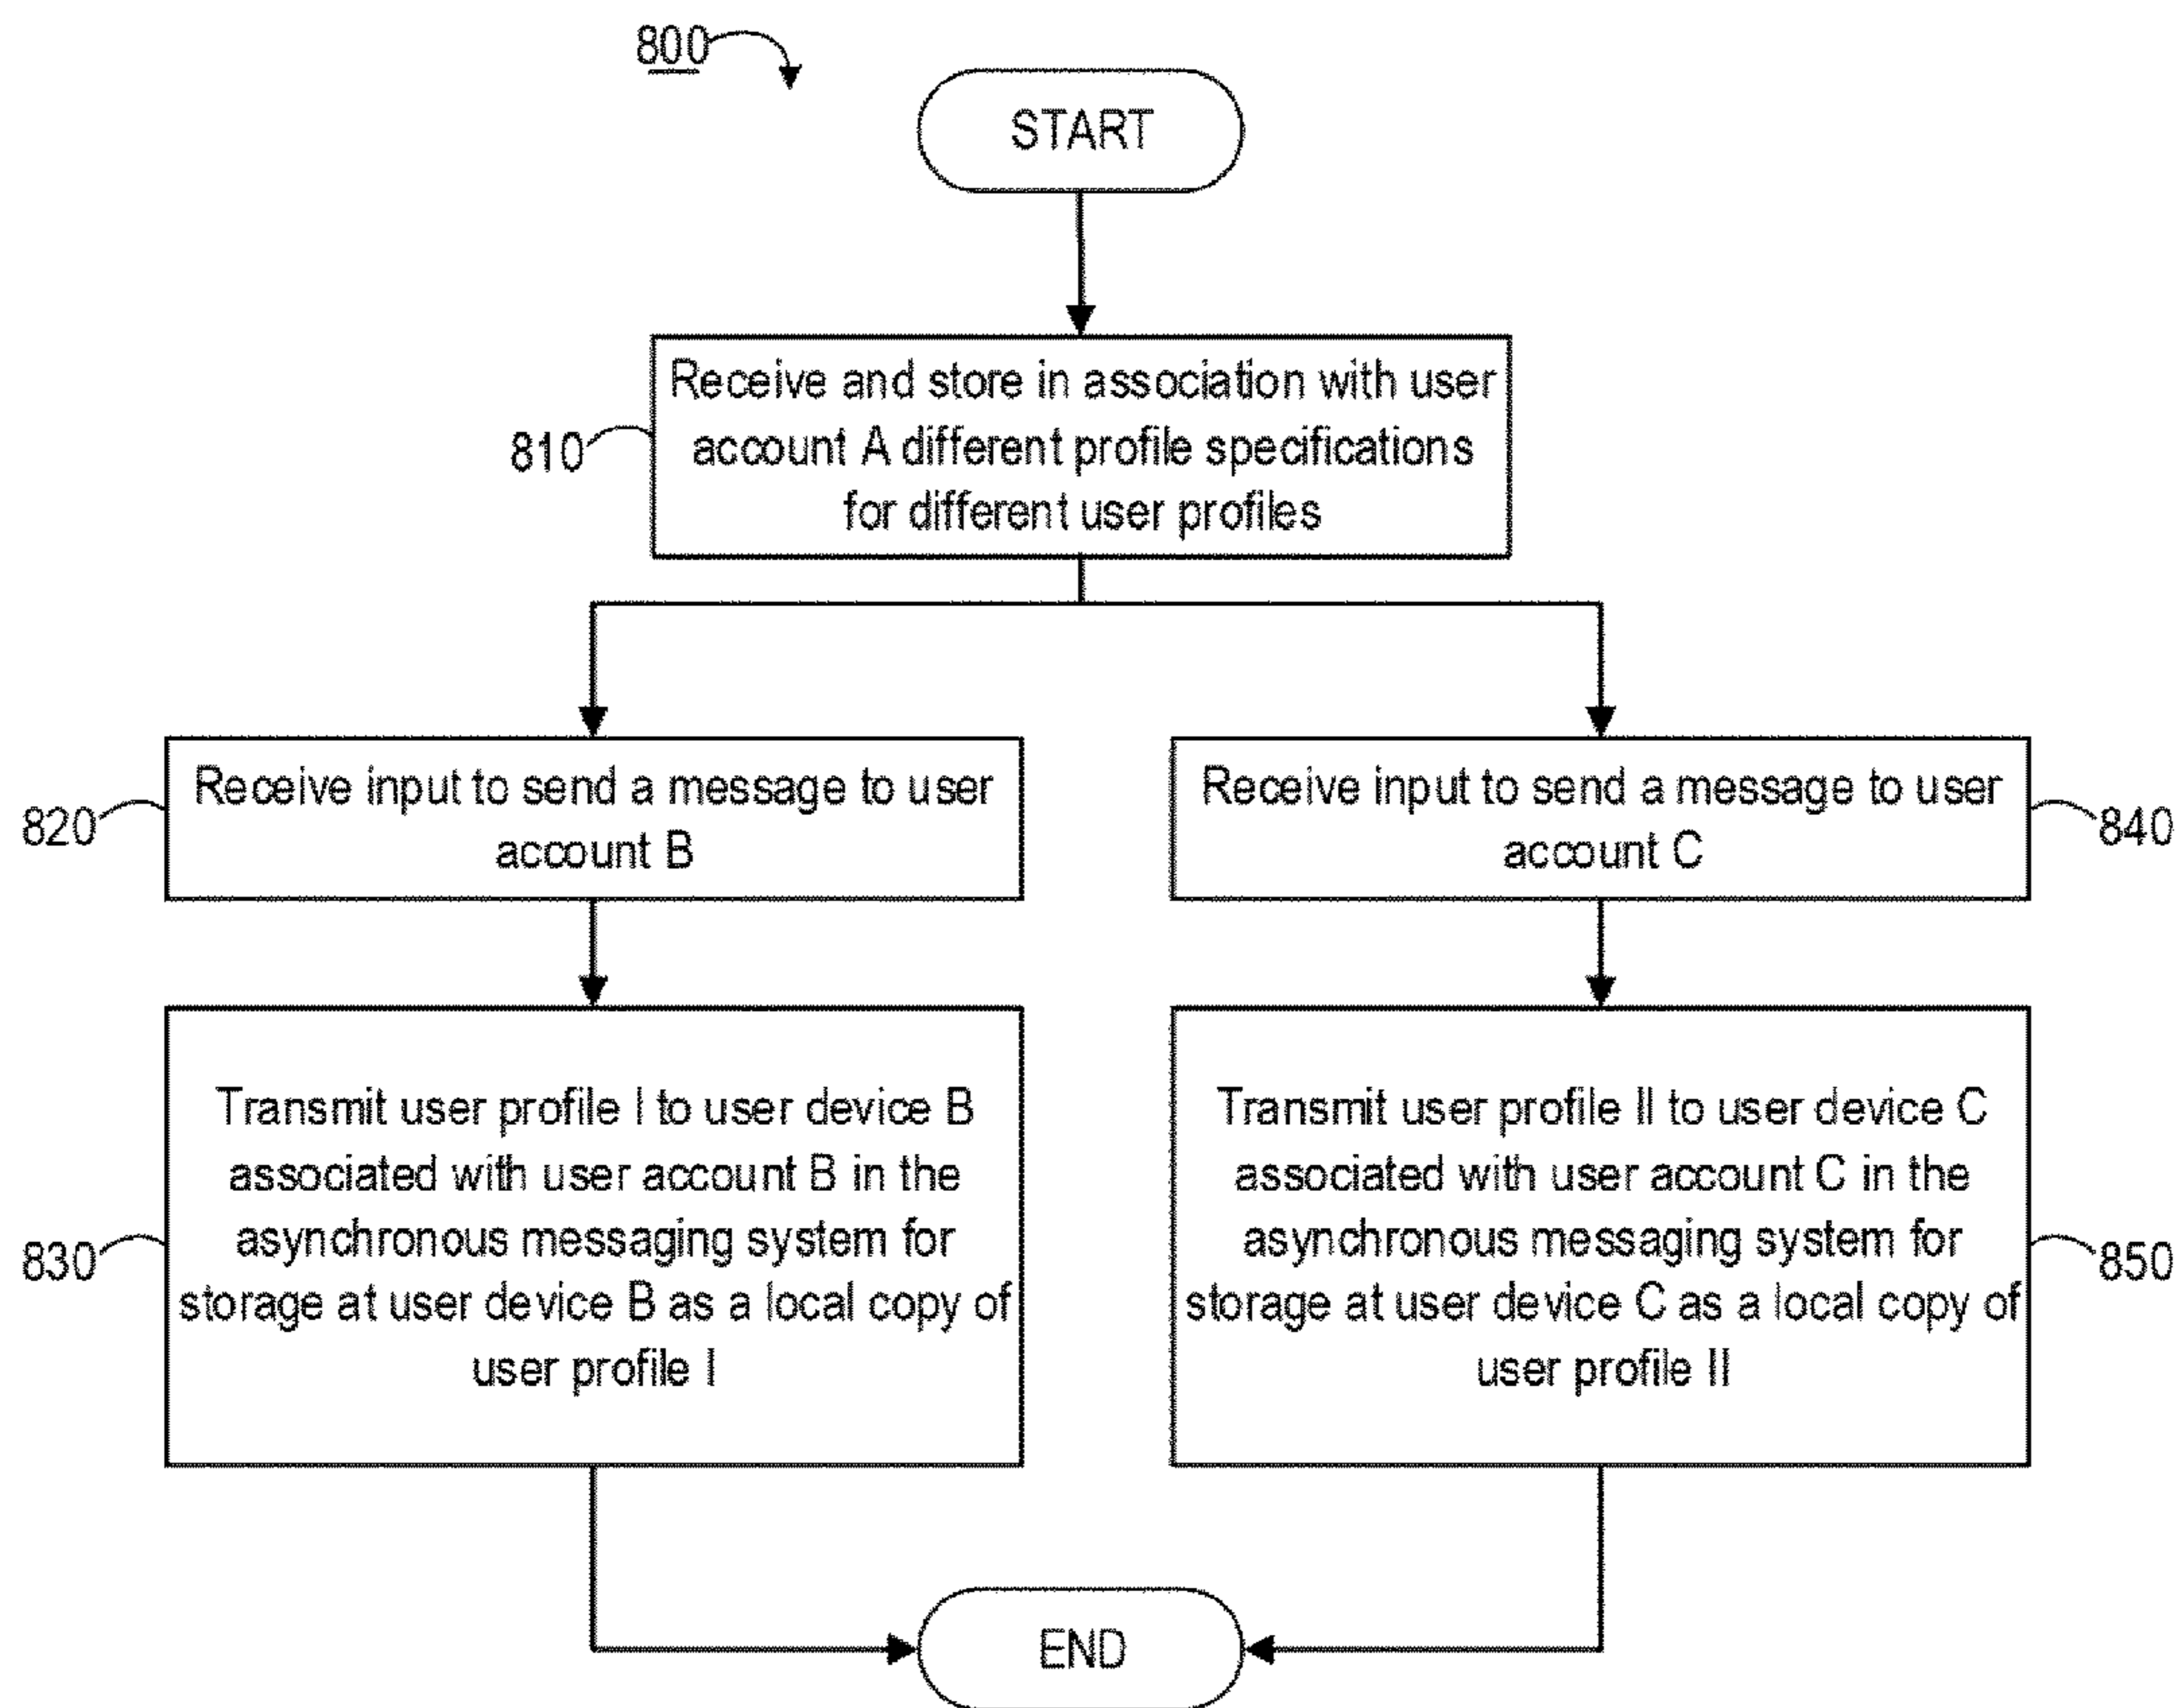 800
START
810
Receive and store in association with user
account A different profile specifications
for different user profiles
820
Receive input to send a message to user
account B
Receive input to send a message to user
account C
840
830
Transmit user profile I to user device B
associated with user account B in the
asynchronous messaging system for
storage at user device B as a local copy of
user profile I
Transmit user profile II to user device C
associated with user account C in the
asynchronous messaging system for
storage at user device C as a local copy of
user profile II
850
END